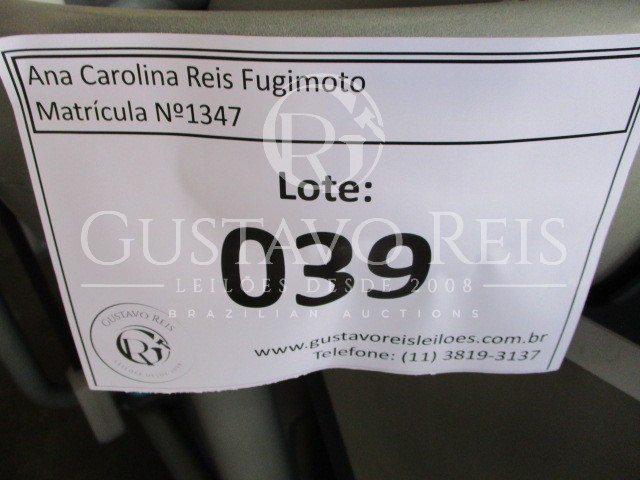 Ana Carolina Reis Fugimoto
Matrícula Nº1347
Lote:
GUSTAVO REIS
039
LEILÕES DESDE 2008
BRAZILIAN AUCTIONS
GUSTAVO REIS
www.gustavoreisleiloes.com.br
Telefone: (11) 3819-3137